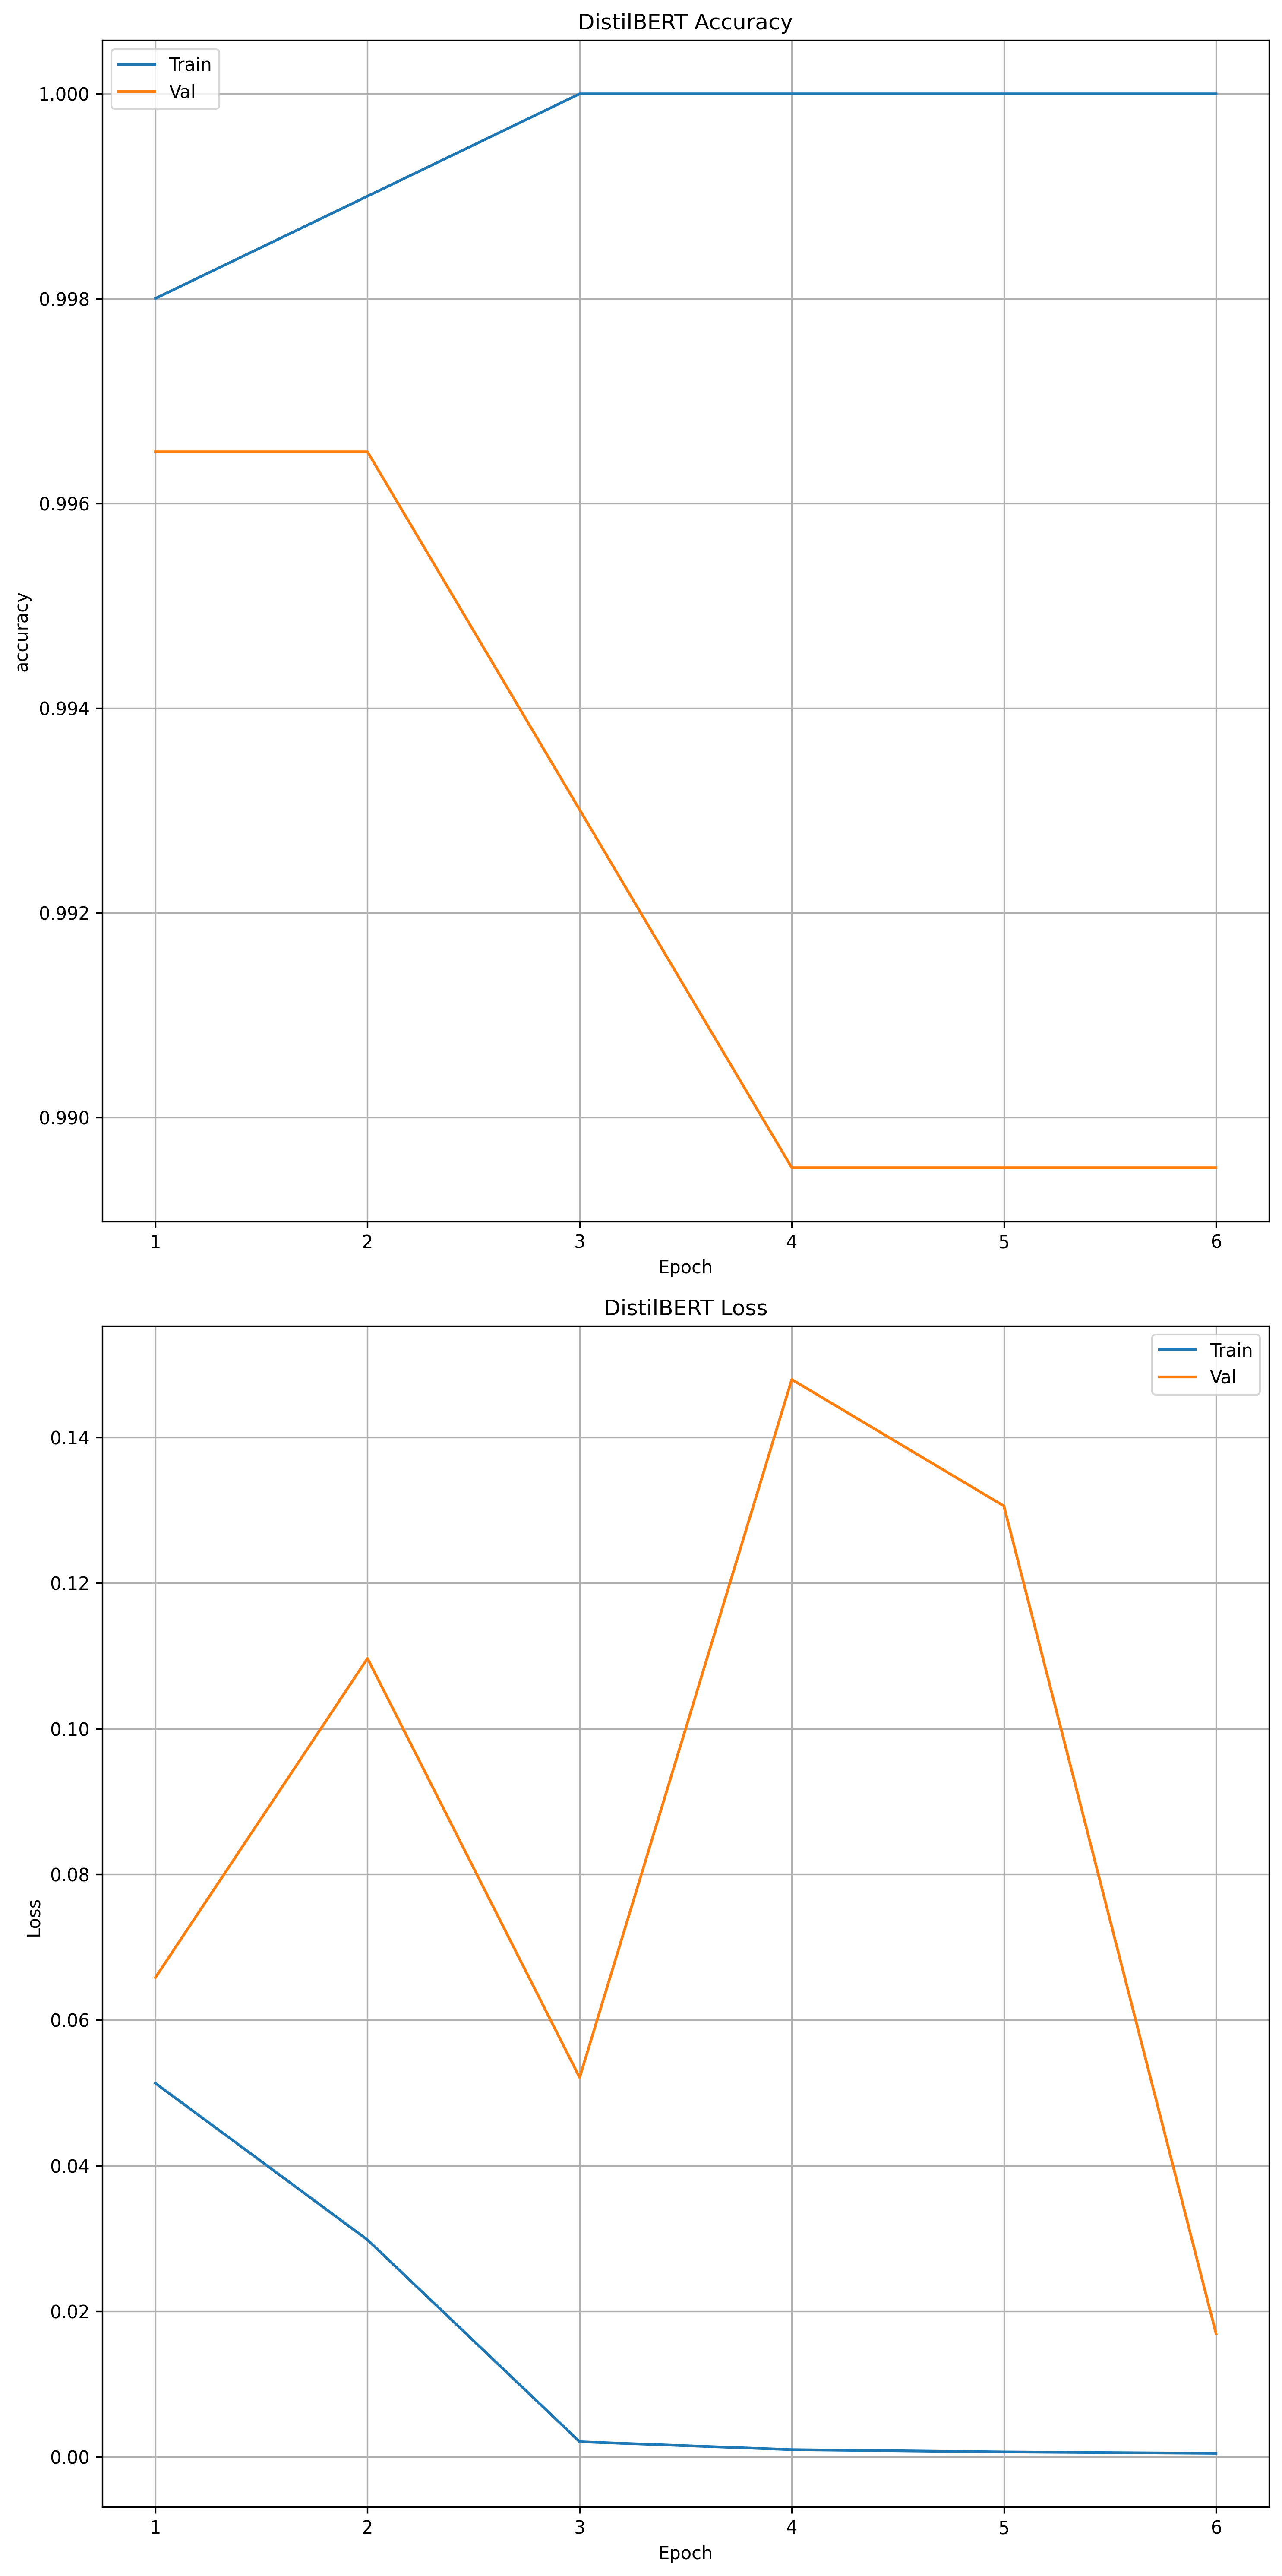 DistilBERT Accuracy
Train
Val
1.000
0.998
0.996
0.994
0.992
0.990
accuracy
1 2 3 4 5 6
Epoch
DistilBERT Loss
Train
Val
0.14
0.12
0.10
0.08
0.06
0.04
0.02
0.00
Loss
1 2 3 4 5 6
Epoch